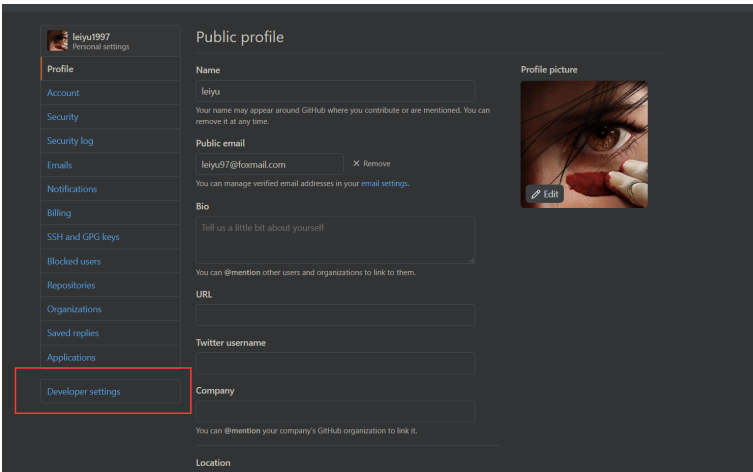 leiyu1997
Personal settings
Profile
Account
Security
Security log
Emails
Notifications
Billing
SSH and GPG keys
Blocked users
Repositories
Organizations
Saved replies
Applications
Developer settings
Public profile
Name
leiyu
Your name may appear around GitHub where you contribute or are mentioned. You can
remove it at any time.
Public email
leiyu97@foxmail.com
Remove
You can manage verified email addresses in your email settings.
Bio
Tell us a little bit about yourself
You can @mention other users and organizations to link to them.
URL
Twitter username
Company
You can @mention your company's GitHub organization to link it.
Location
Profile picture
Edit